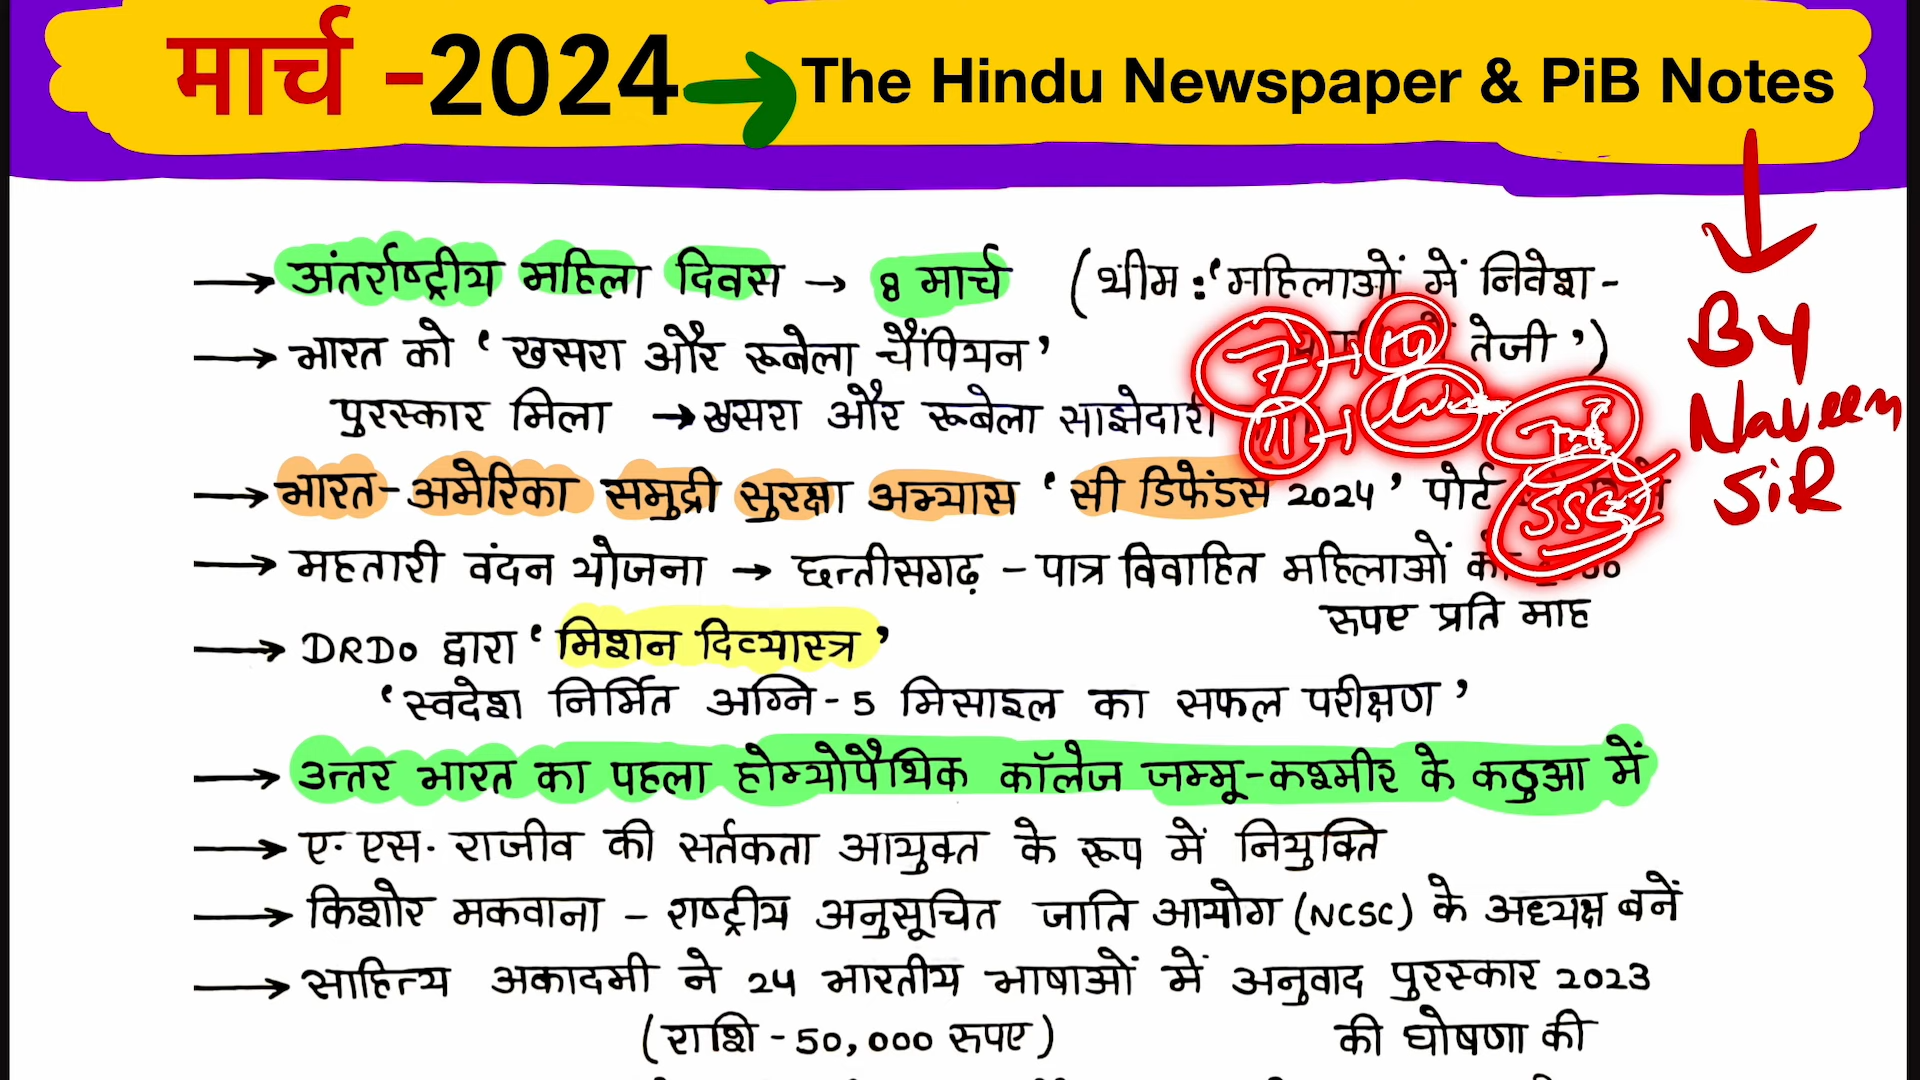 मार्च -2024 → The Hindu Newspaper & PiB Notes
By
Naveen
SiR
→ अंतर्राष्ट्रीय महिला दिवस → 8 मार्च (थीम : ‘महिलाओं में निवेश-
तेजी ’)
→ भारत को ‘ खसरा और रूबेला चैंपियन ’
पुरस्कार मिला → खसरा और रूबेला साझेदारी
→ भारत- अमेरिका समुद्री सुरक्षा अभ्यास ‘ सी डिफेंडर्स 2024 ’ पोर्ट
→ महतारी वंदन योजना → छत्तीसगढ़ - पात्र विवाहित महिलाओं
रुपए प्रति माह
→ DRDO द्वारा ‘ मिशन दिव्यास्त्र ’
‘ स्वदेश निर्मित अग्नि - 5 मिसाइल का सफल परीक्षण ’
→ उत्तर भारत का पहला होम्योपैथिक कॉलेज जम्मू-कश्मीर के कठुआ में
→ ए. एस. राजीव की सर्तकता आयुक्त के रूप में नियुक्ति
→ किशोर मकवाना - राष्ट्रीय अनुसूचित जाति आयोग (NCSC) के अध्यक्ष बनें
→ साहित्य अकादमी ने 24 भारतीय भाषाओं में अनुवाद पुरस्कार 2023
(राशि - 50,000 रुपए) की घोषणा की